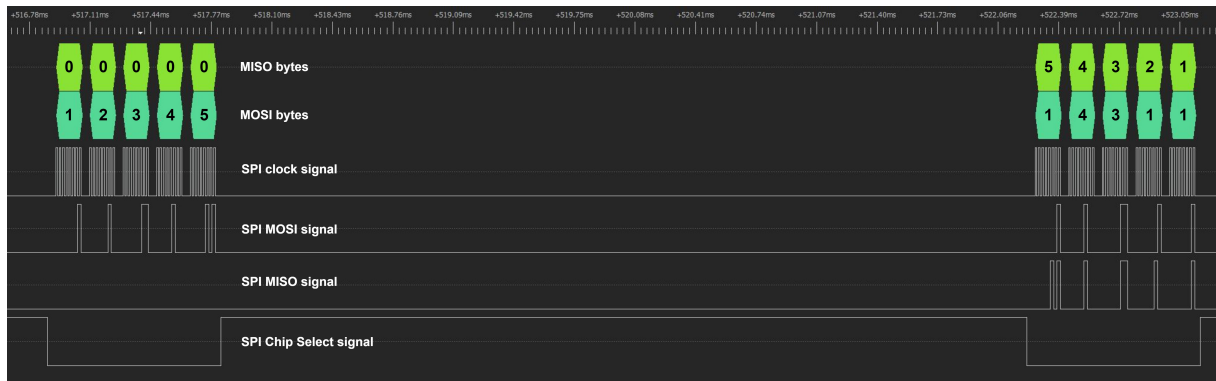 +516.78ms +517.11ms +517.44ms +517.77ms +518.10ms +518.43ms +518.76ms +519.09ms +519.42ms +519.75ms +520.08ms +520.41ms +520.74ms +521.07ms +521.40ms +521.73ms +522.06ms +522.39ms +522.72ms +523.05ms
0 0 0 0 0 MISO bytes 5 4 3 2 1
1 2 3 4 5 MOSI bytes 1 4 3 1 1
SPI clock signal
SPI MOSI signal
SPI MISO signal
SPI Chip Select signal